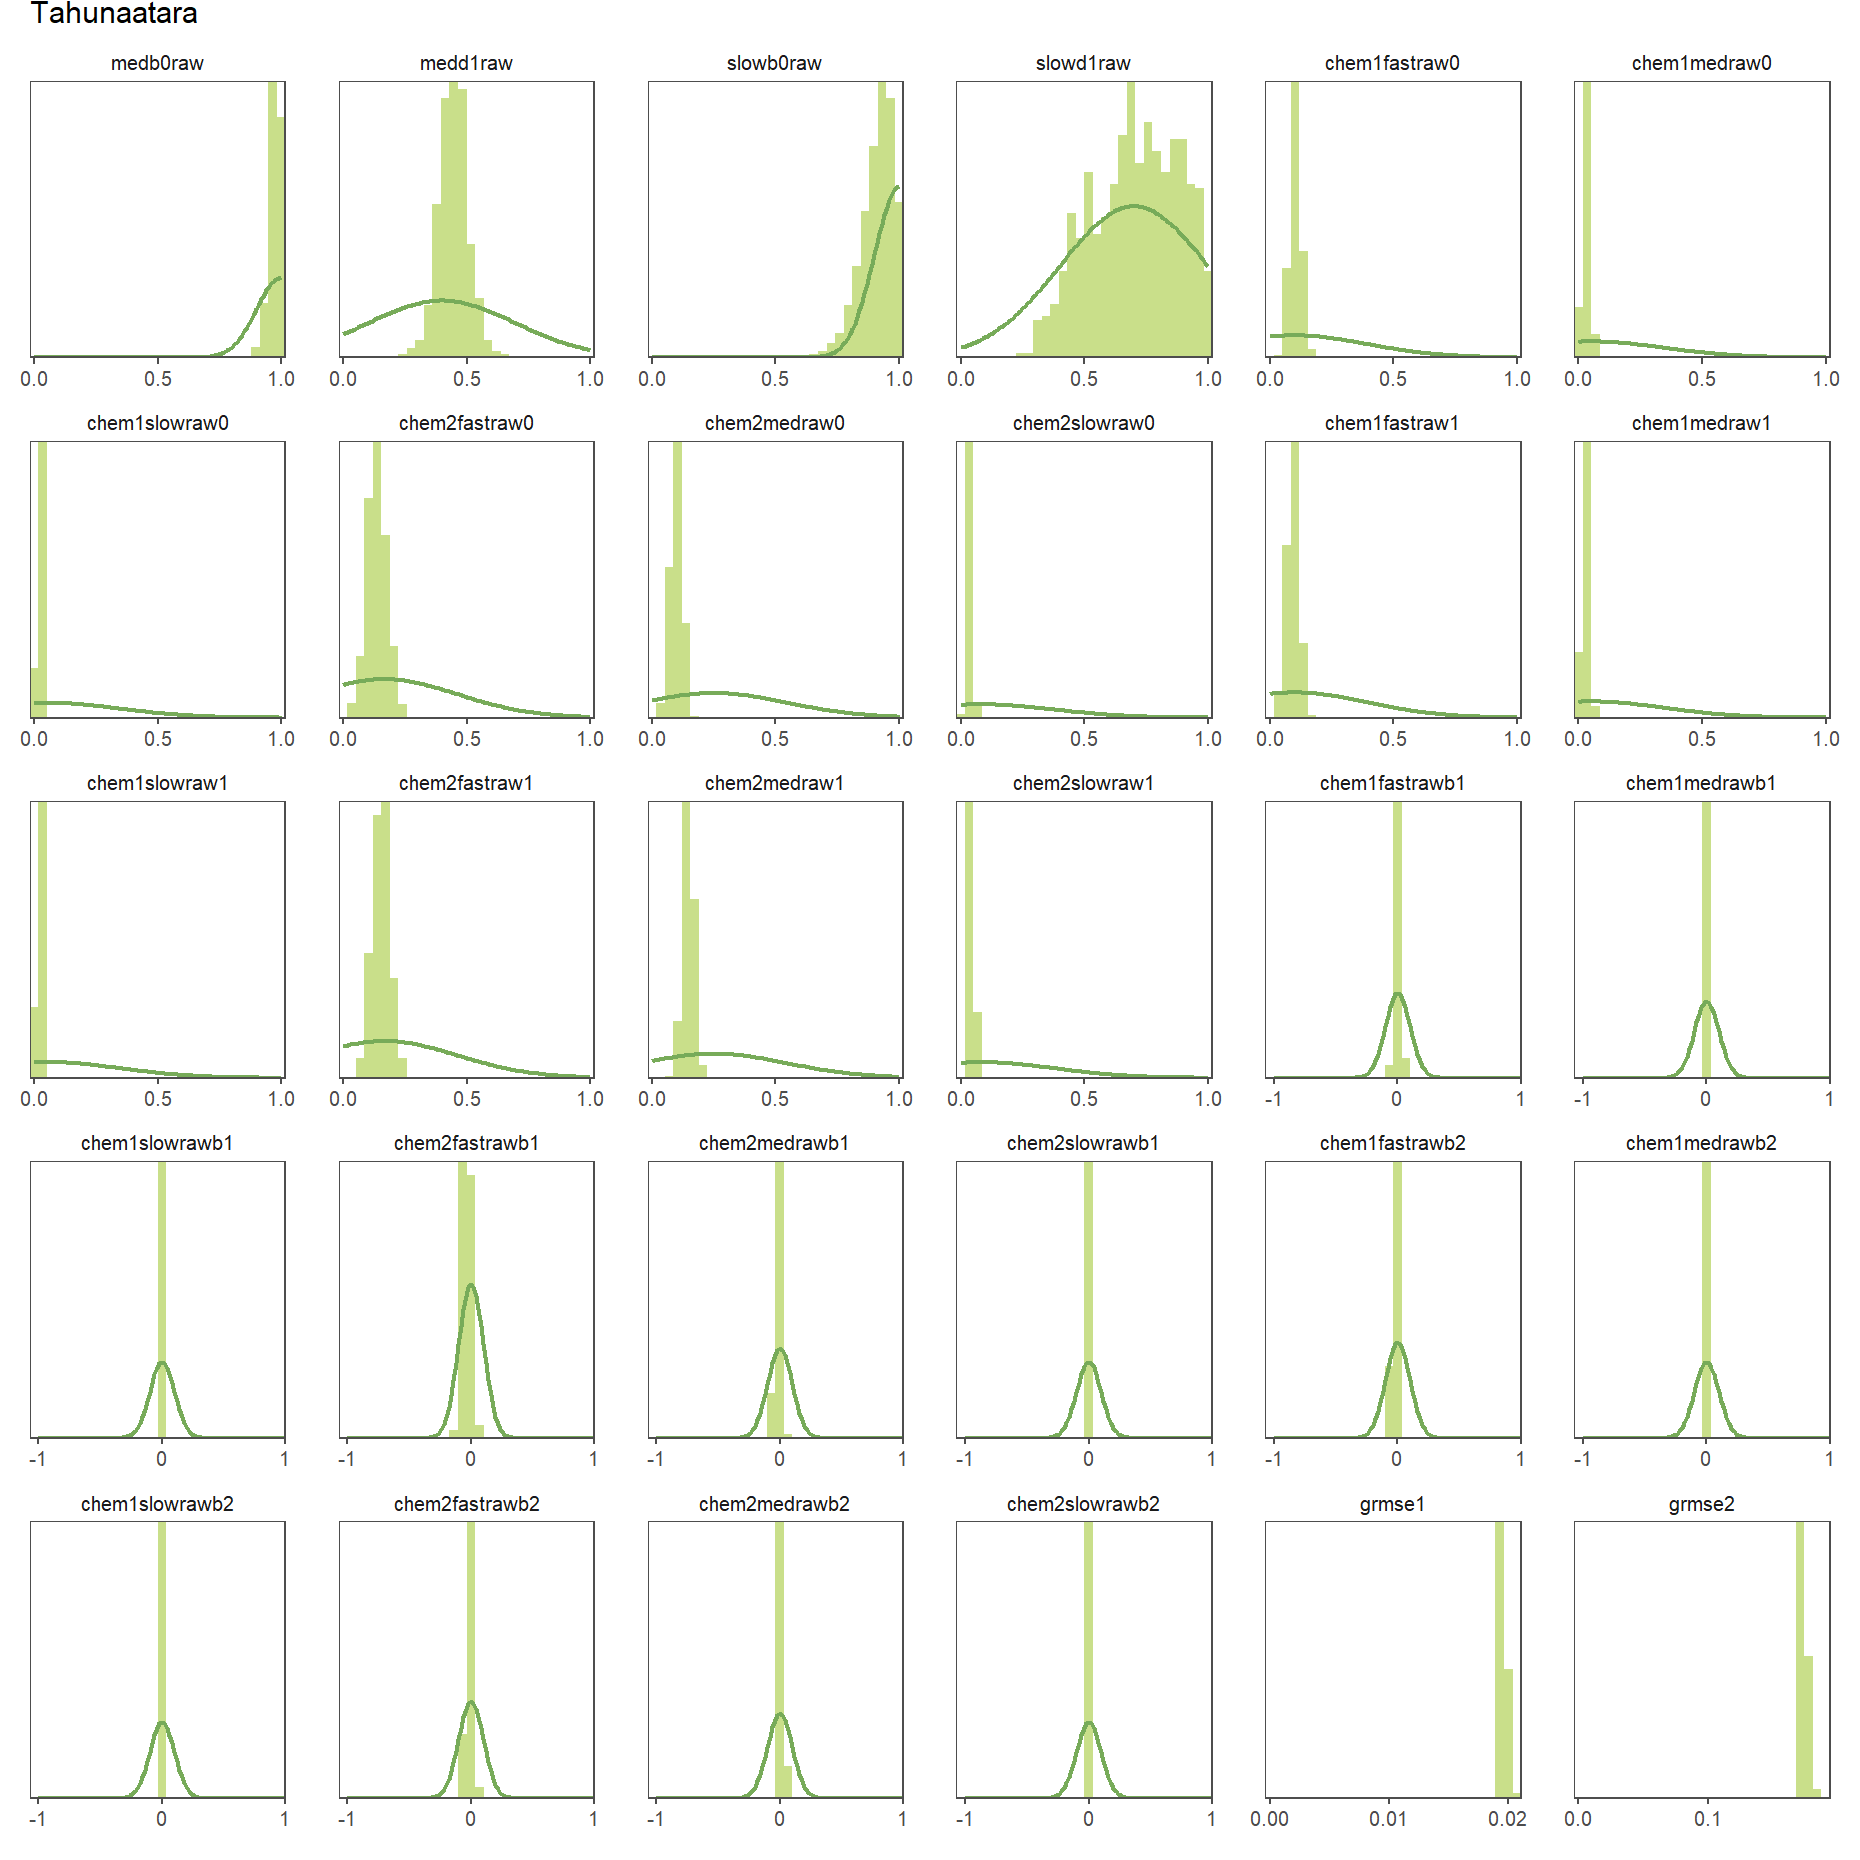 Tahunaatara
medb0raw medd1raw slowb0raw slowd1raw chem1fastraw0 chem1medraw0
0.0 0.5 1.0 0.0 0.5 1.0 0.0 0.5 1.0 0.0 0.5 1.0 0.0 0.5 1.0 0.0 0.5 1.0
chem1slowraw0 chem2fastraw0 chem2medraw0 chem2slowraw0 chem1fastraw1 chem1medraw1
0.0 0.5 1.0 0.0 0.5 1.0 0.0 0.5 1.0 0.0 0.5 1.0 0.0 0.5 1.0 0.0 0.5 1.0
chem1slowraw1 chem2fastraw1 chem2medraw1 chem2slowraw1 chem1fastrawb1 chem1medrawb1
0.0 0.5 1.0 0.0 0.5 1.0 0.0 0.5 1.0 0.0 0.5 1.0 -1 0 1 -1 0 1
chem1slowrawb1 chem2fastrawb1 chem2medrawb1 chem2slowrawb1 chem1fastrawb2 chem1medrawb2
-1 0 1 -1 0 1 -1 0 1 -1 0 1 -1 0 1 -1 0 1
chem1slowrawb2 chem2fastrawb2 chem2medrawb2 chem2slowrawb2 grmse1 grmse2
-1 0 1 -1 0 1 -1 0 1 -1 0 1 0.00 0.01 0.02 0.0 0.1